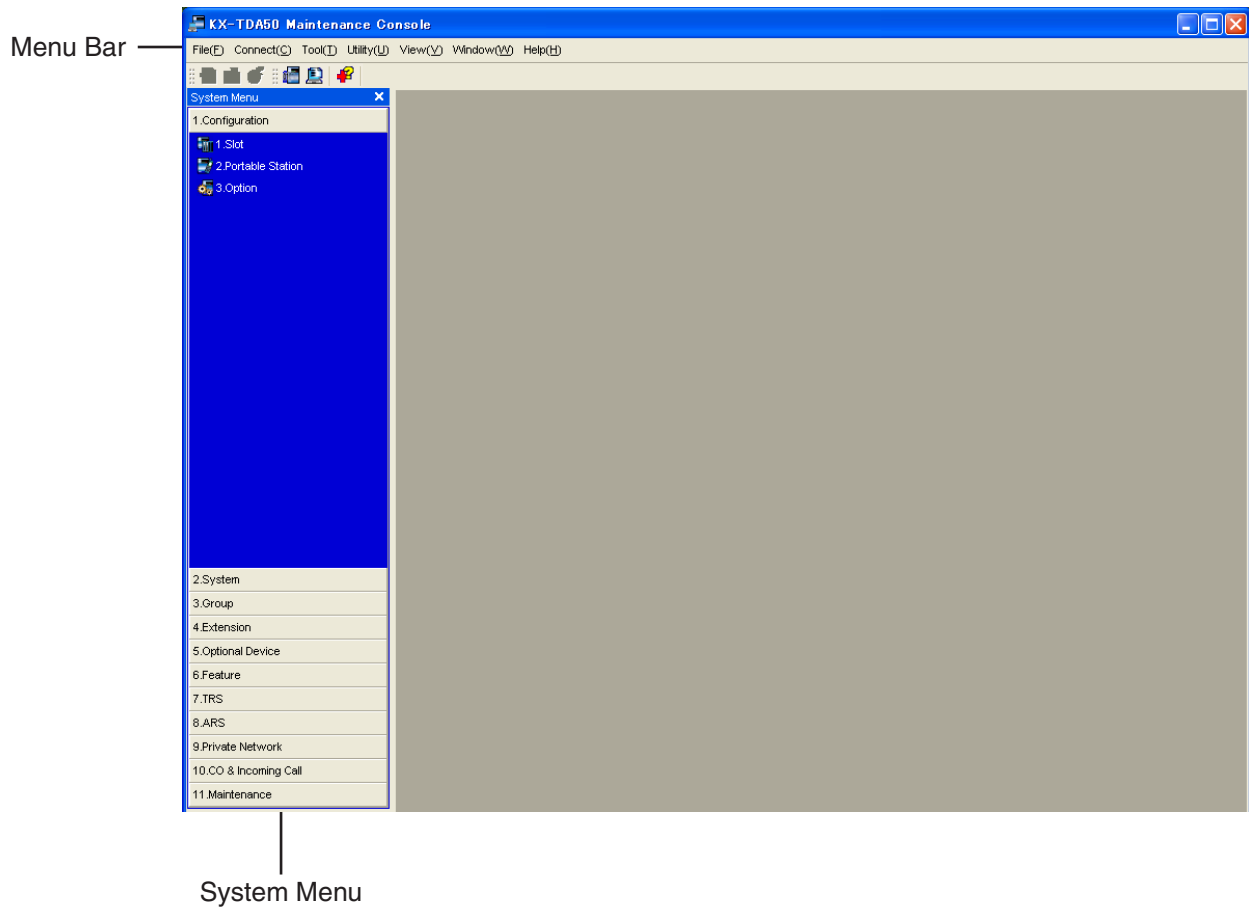 KX-TDA50 Maintenance Console
Menu Bar
File(F) Connect(C) Tool(T) Utility(U) View(V) Window(W) Help(H)
System Menu
1.Configuration
1.Slot
2.Portable Station
3.Option
2.System
3.Group
4.Extension
5.Optional Device
6.Feature
7.TRS
8.ARS
9.Private Network
10.CO & Incoming Call
11.Maintenance
System Menu